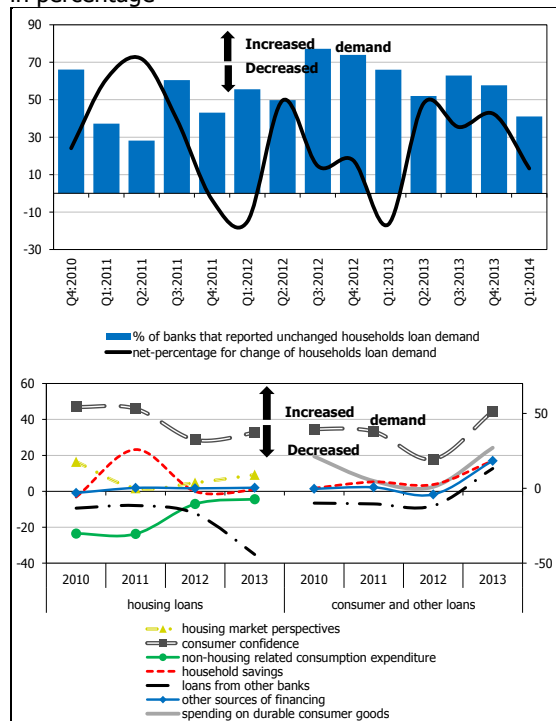 in percentage
90
70
50
30
10
-10
-30
Increased demand
Decreased
Q4:2010
Q1:2011
Q2:2011
Q3:2011
Q4:2011
Q1:2012
Q2:2012
Q3:2012
Q4:2012
Q1:2013
Q2:2013
Q3:2013
Q4:2013
Q1:2014
% of banks that reported unchanged households loan demand
net-percentage for change of households loan demand
60
40
20
0
-20
-40
50
0
-50
Increased demand
Decreased
2010 2011 2012 2013 2010 2011 2012 2013
housing loans consumer and other loans
housing market perspectives
consumer confidence
non-housing related consumption expenditure
household savings
loans from other banks
other sources of financing
spending on durable consumer goods